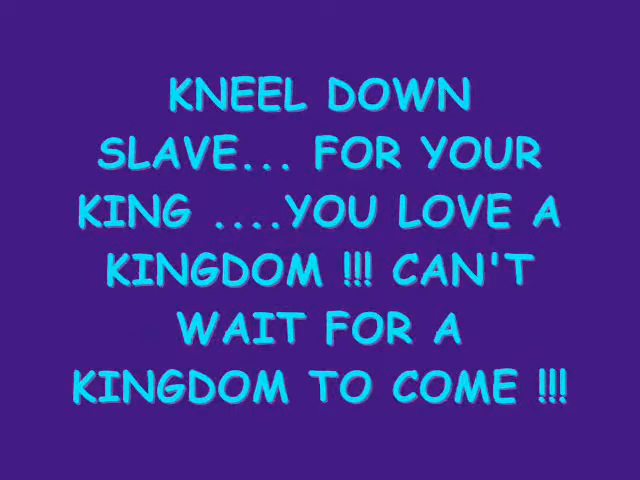 KNEEL DOWN
SLAVE... FOR YOUR
KING ....YOU LOVE A
KINGDOM !!! CAN'T
WAIT FOR A
KINGDOM TO COME !!!